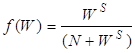 f(W) = W^S / (N + W^S)